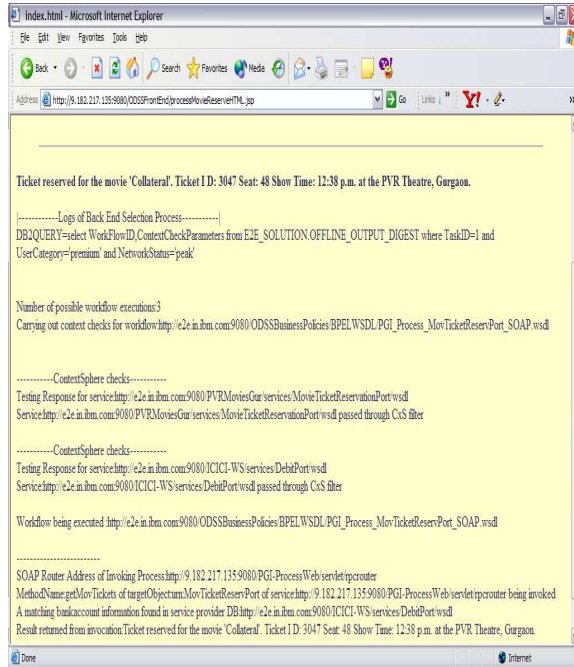 index.html - Microsoft Internet Explorer
File Edit View Favorites Tools Help
Back Search Favorites Media
Address http://9.182.217.135:9080/ODSSFrontEnd/processMovieReserveHTML.jsp Go Links » Y! »
Ticket reserved for the movie 'Collateral'. Ticket I D: 3047 Seat: 48 Show Time: 12:38 p.m. at the PVR Theatre, Gurgaon.
|------------Logs of Back End Selection Process-----------|
DB2QUERY=select WorkFlowID,ContextCheckParameters from E2E_SOLUTION.OFFLINE_OUTPUT_DIGEST where TaskID=1 and
UserCategory='premium' and NetworkStatus='peak'
Number of possible workflow executions:3
Carrying out context checks for workflow:http://e2e.in.ibm.com:9080/ODSSBusinessPolicies/BPELWSDL/PGI_Process_MovTicketReservPort_SOAP.wsdl
-----------ContextSphere checks-----------
Testing Response for service:http://e2e.in.ibm.com:9080/PVRMoviesGur/services/MovieTicketReservationPort/wsdl
Service:http://e2e.in.ibm.com:9080/PVRMoviesGur/services/MovieTicketReservationPort/wsdl passed through CxS filter
-----------ContextSphere checks-----------
Testing Response for service:http://e2e.in.ibm.com:9080/ICICI-WS/services/DebitPort/wsdl
Service:http://e2e.in.ibm.com:9080/ICICI-WS/services/DebitPort/wsdl passed through CxS filter
Workflow being executed :http://e2e.in.ibm.com:9080/ODSSBusinessPolicies/BPELWSDL/PGI_Process_MovTicketReservPort_SOAP.wsdl
-------------------------
SOAP Router Address of Invoking Process:http://9.182.217.135:9080/PGI-ProcessWeb/servlet/rpcrouter
MethodName:getMovTickets of targetObjecturn:MovTicketReservPort of service:http://9.182.217.135:9080/PGI-ProcessWeb/servlet/rpcrouter being invoked
A matching bankaccount information found in service provider DB:http://e2e.in.ibm.com:9080/ICICI-WS/services/DebitPort/wsdl
Result returned from invocation:Ticket reserved for the movie 'Collateral'. Ticket I D: 3047 Seat: 48 Show Time: 12:38 p.m. at the PVR Theatre, Gurgaon.
Done Internet